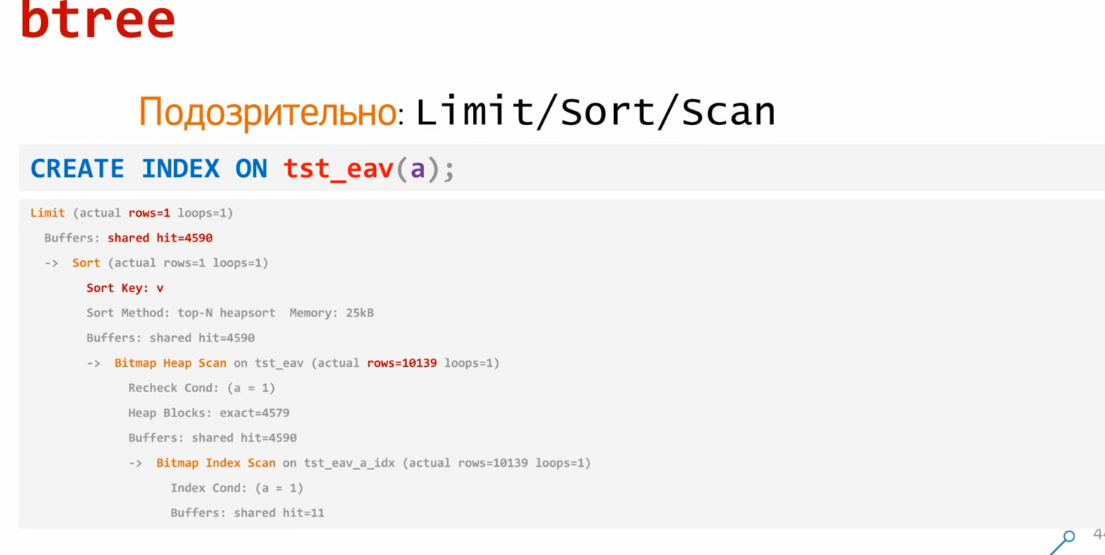 btree
Подозрительно: Limit/Sort/Scan
CREATE INDEX ON tst_eav(a);
Limit (actual rows=1 loops=1)
Buffers: shared hit=4590
-> Sort (actual rows=1 loops=1)
Sort Key: v
Sort Method: top-N heapsort Memory: 25kB
Buffers: shared hit=4590
-> Bitmap Heap Scan on tst_eav (actual rows=10139 loops=1)
Recheck Cond: (a = 1)
Heap Blocks: exact=4579
Buffers: shared hit=4590
-> Bitmap Index Scan on tst_eav_a_idx (actual rows=10139 loops=1)
Index Cond: (a = 1)
Buffers: shared hit=11